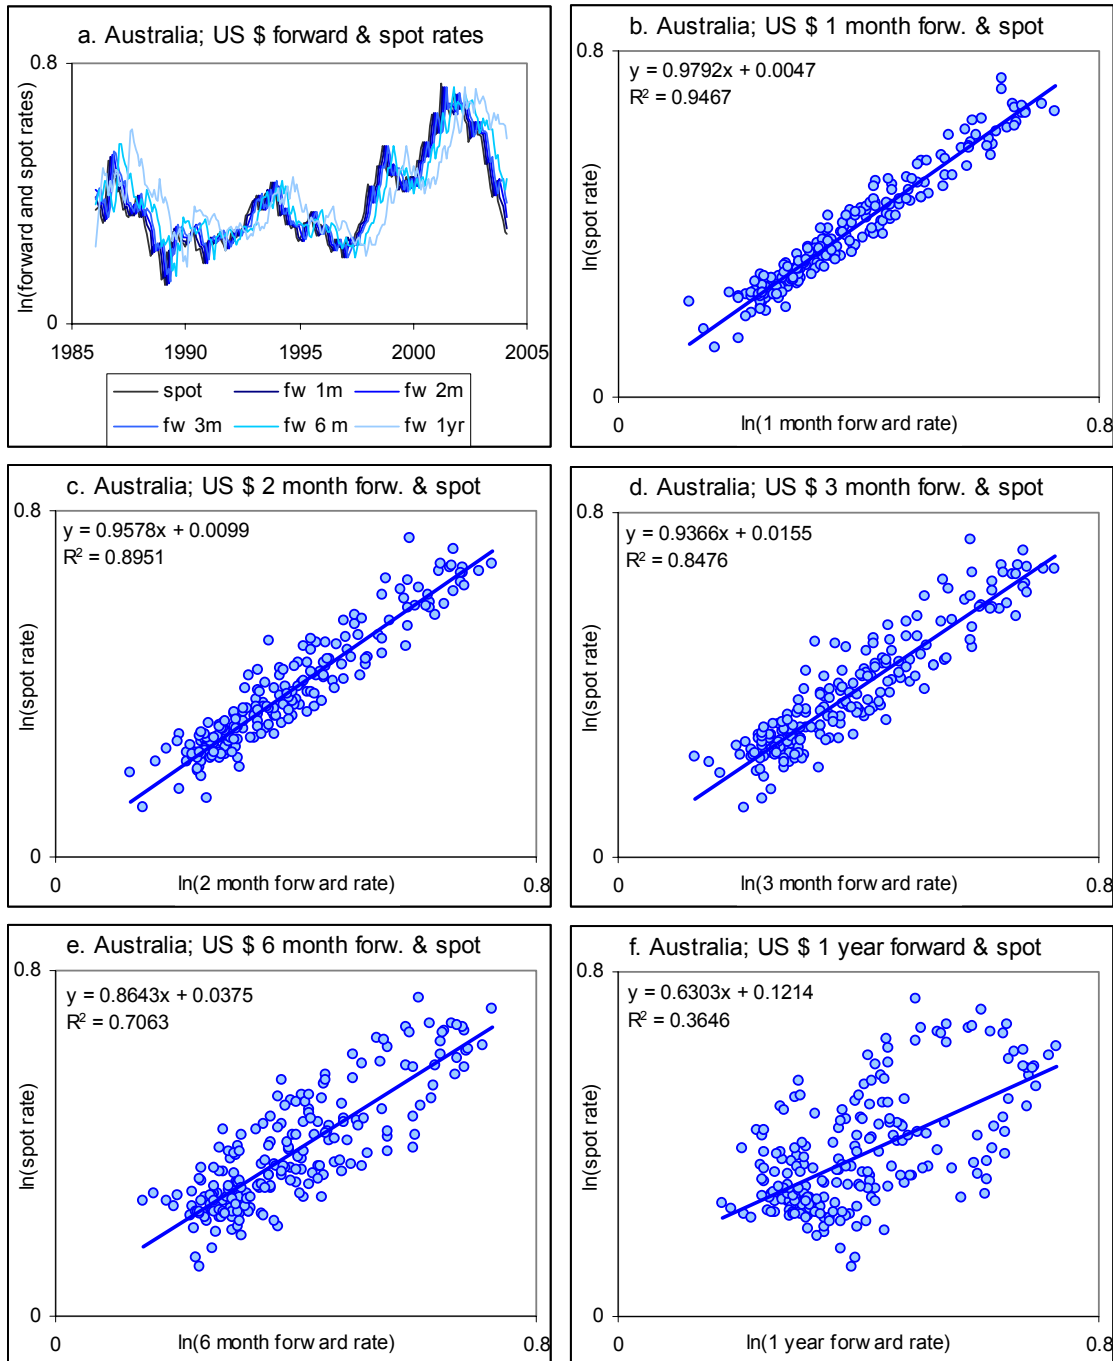 a. Australia; US $ forward & spot rates
0.8
ln(forward and spot rates)
0
1985 1990 1995 2000 2005
spot fw 1m fw 2m
fw 3m fw 6 m fw 1yr
b. Australia; US $ 1 month forw. & spot
0.8
y = 0.9792x + 0.0047
R² = 0.9467
ln(spot rate)
0
0 ln(1 month forward rate) 0.8
c. Australia; US $ 2 month forw. & spot
0.8
y = 0.9578x + 0.0099
R² = 0.8951
ln(spot rate)
0
0 ln(2 month forward rate) 0.8
d. Australia; US $ 3 month forw. & spot
0.8
y = 0.9366x + 0.0155
R² = 0.8476
ln(spot rate)
0
0 ln(3 month forward rate) 0.8
e. Australia; US $ 6 month forw. & spot
0.8
y = 0.8643x + 0.0375
R² = 0.7063
ln(spot rate)
0
0 ln(6 month forward rate) 0.8
f. Australia; US $ 1 year forward & spot
0.8
y = 0.6303x + 0.1214
R² = 0.3646
ln(spot rate)
0
0 ln(1 year forward rate) 0.8